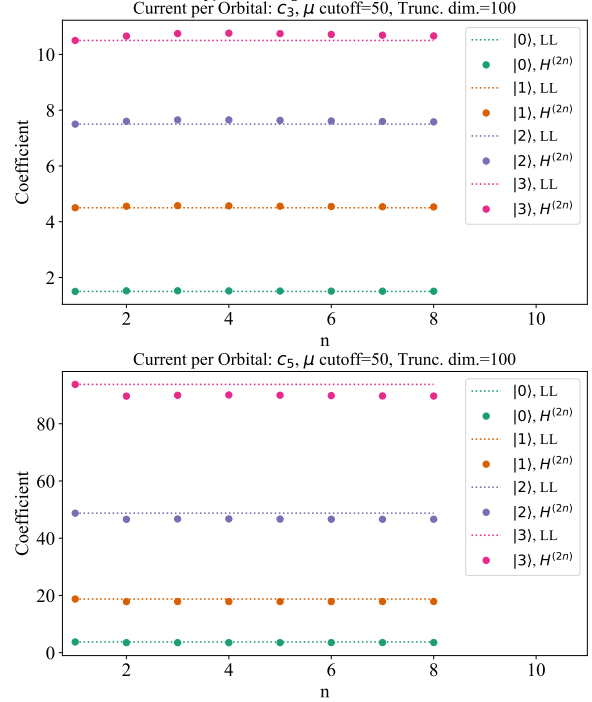 Current per Orbital: c₃, μ cutoff=50, Trunc. dim.=100
Coefficient
10
8
6
4
2
2
4
6
8
10
n
|0⟩, LL
|0⟩, H⁽²ⁿ⁾
|1⟩, LL
|1⟩, H⁽²ⁿ⁾
|2⟩, LL
|2⟩, H⁽²ⁿ⁾
|3⟩, LL
|3⟩, H⁽²ⁿ⁾
Current per Orbital: c₅, μ cutoff=50, Trunc. dim.=100
Coefficient
80
60
40
20
0
2
4
6
8
10
n
|0⟩, LL
|0⟩, H⁽²ⁿ⁾
|1⟩, LL
|1⟩, H⁽²ⁿ⁾
|2⟩, LL
|2⟩, H⁽²ⁿ⁾
|3⟩, LL
|3⟩, H⁽²ⁿ⁾